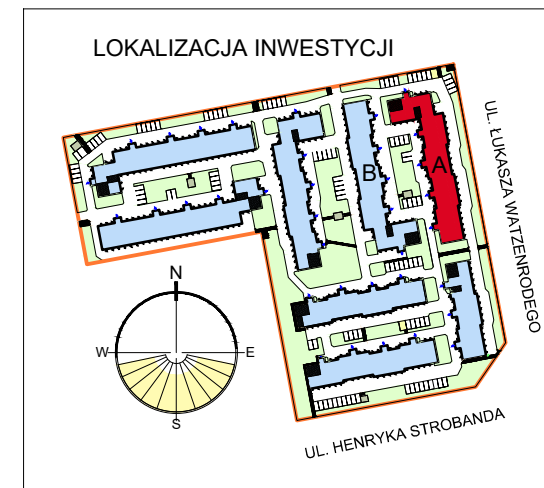 LOKALIZACJA INWESTYCJI
UL. ŁUKASZA WATZENRODEGO
A
B
N
W
E
S
UL. HENRYKA STROBANDA